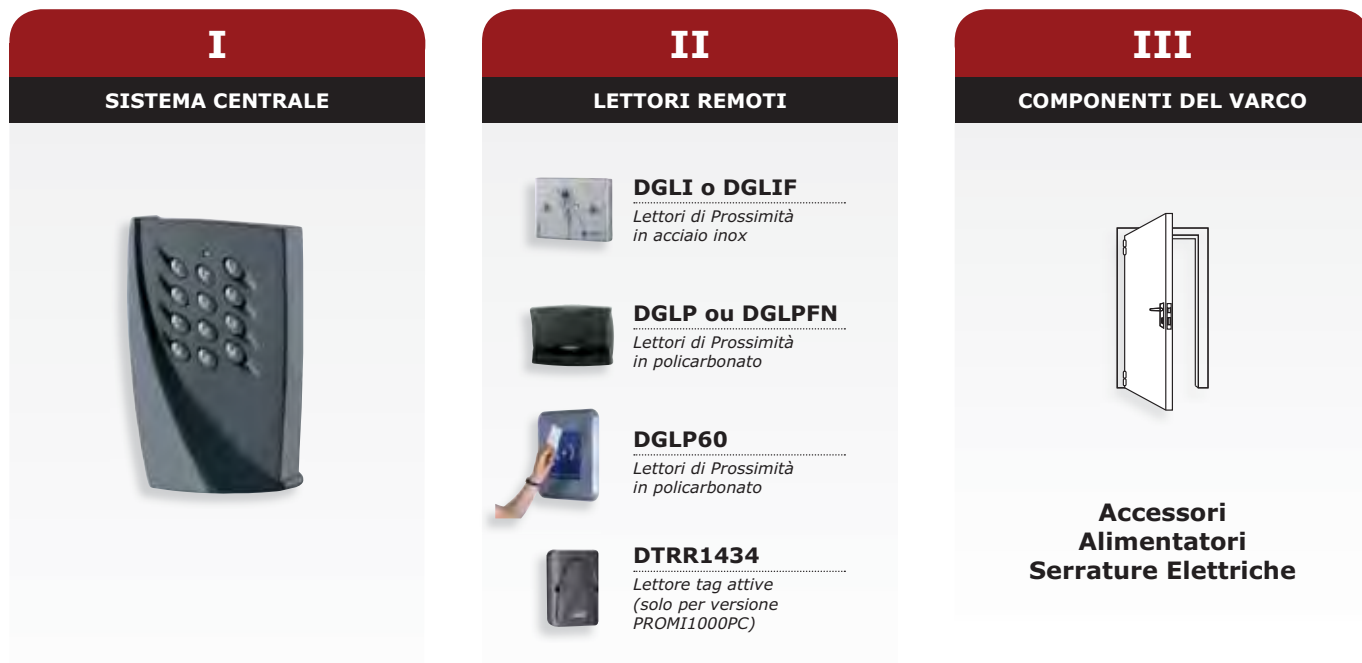 I
SISTEMA CENTRALE
II
LETTORI REMOTI
DGLI o DGLIF
Lettori di Prossimità
in acciaio inox
DGLP ou DGLPFN
Lettori di Prossimità
in policarbonato
DGLP60
Lettori di Prossimità
in policarbonato
DTRR1434
Lettore tag attive
(solo per versione
PROMI1000PC)
III
COMPONENTI DEL VARCO
Accessori
Alimentatori
Serrature Elettriche